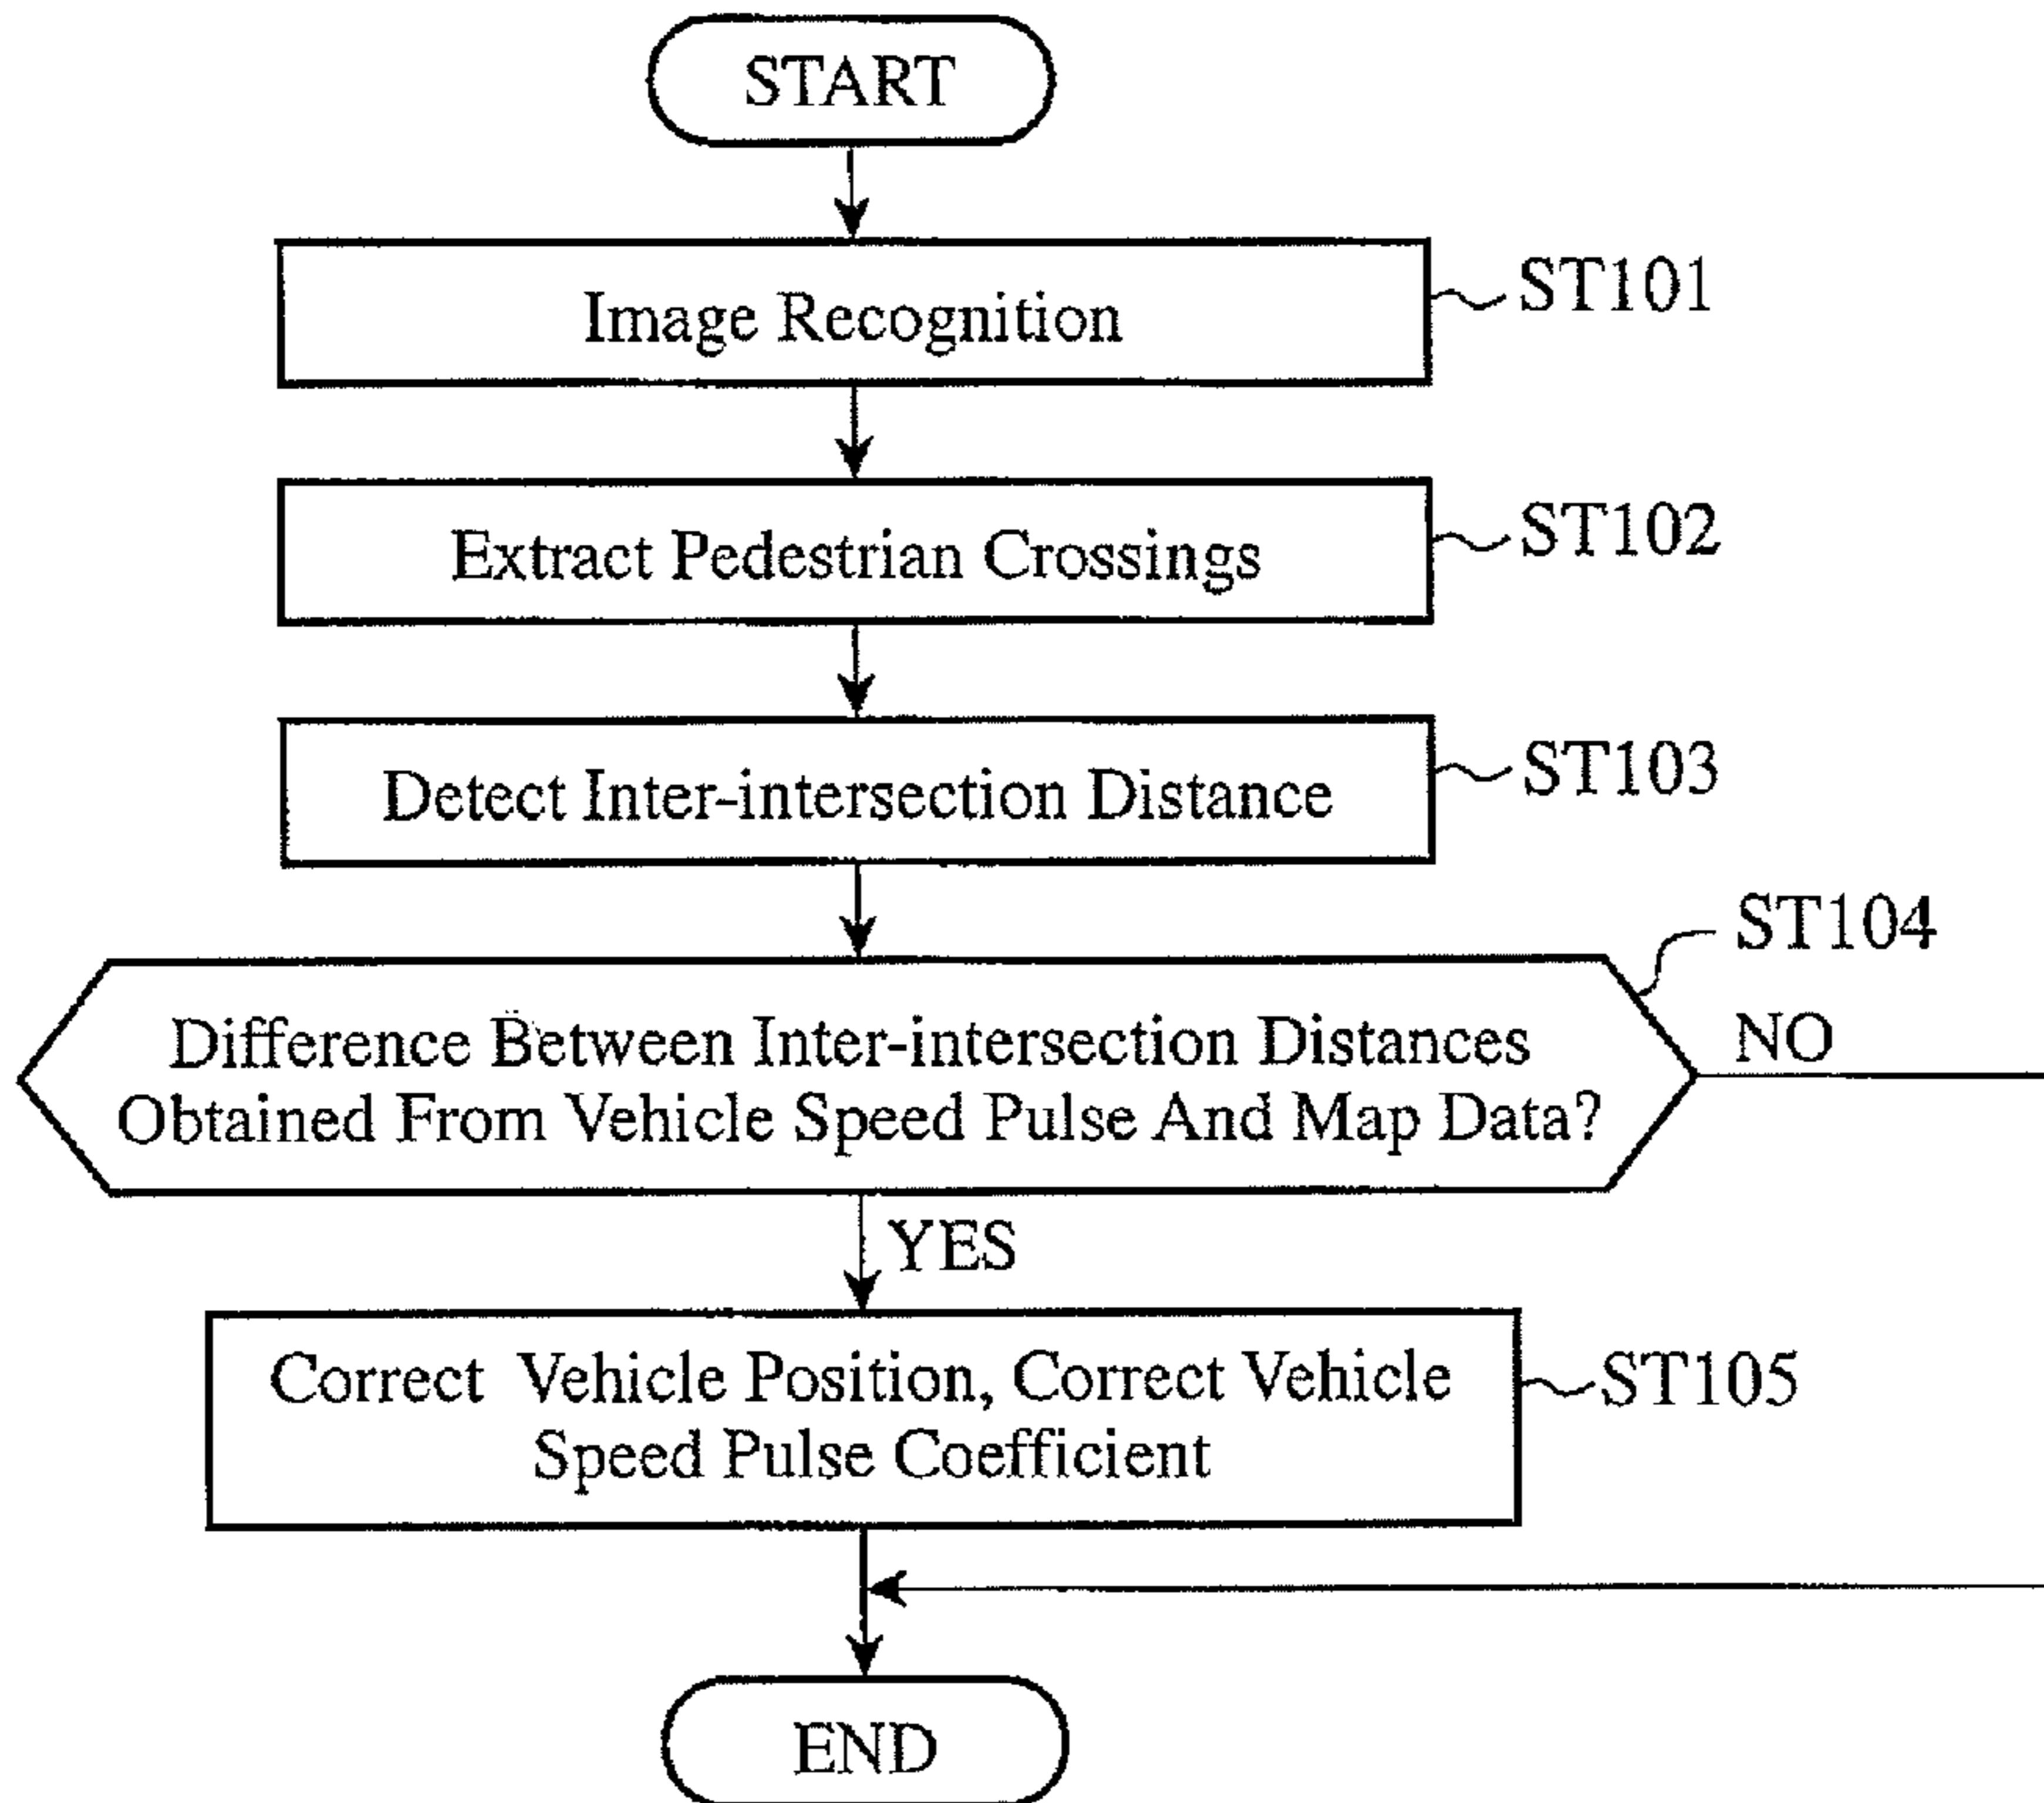 START
Image Recognition
ST101
Extract Pedestrian Crossings
ST102
Detect Inter-intersection Distance
ST103
ST104
Difference Between Inter-intersection Distances
Obtained From Vehicle Speed Pulse And Map Data?
NO
YES
Correct Vehicle Position, Correct Vehicle
Speed Pulse Coefficient
ST105
END